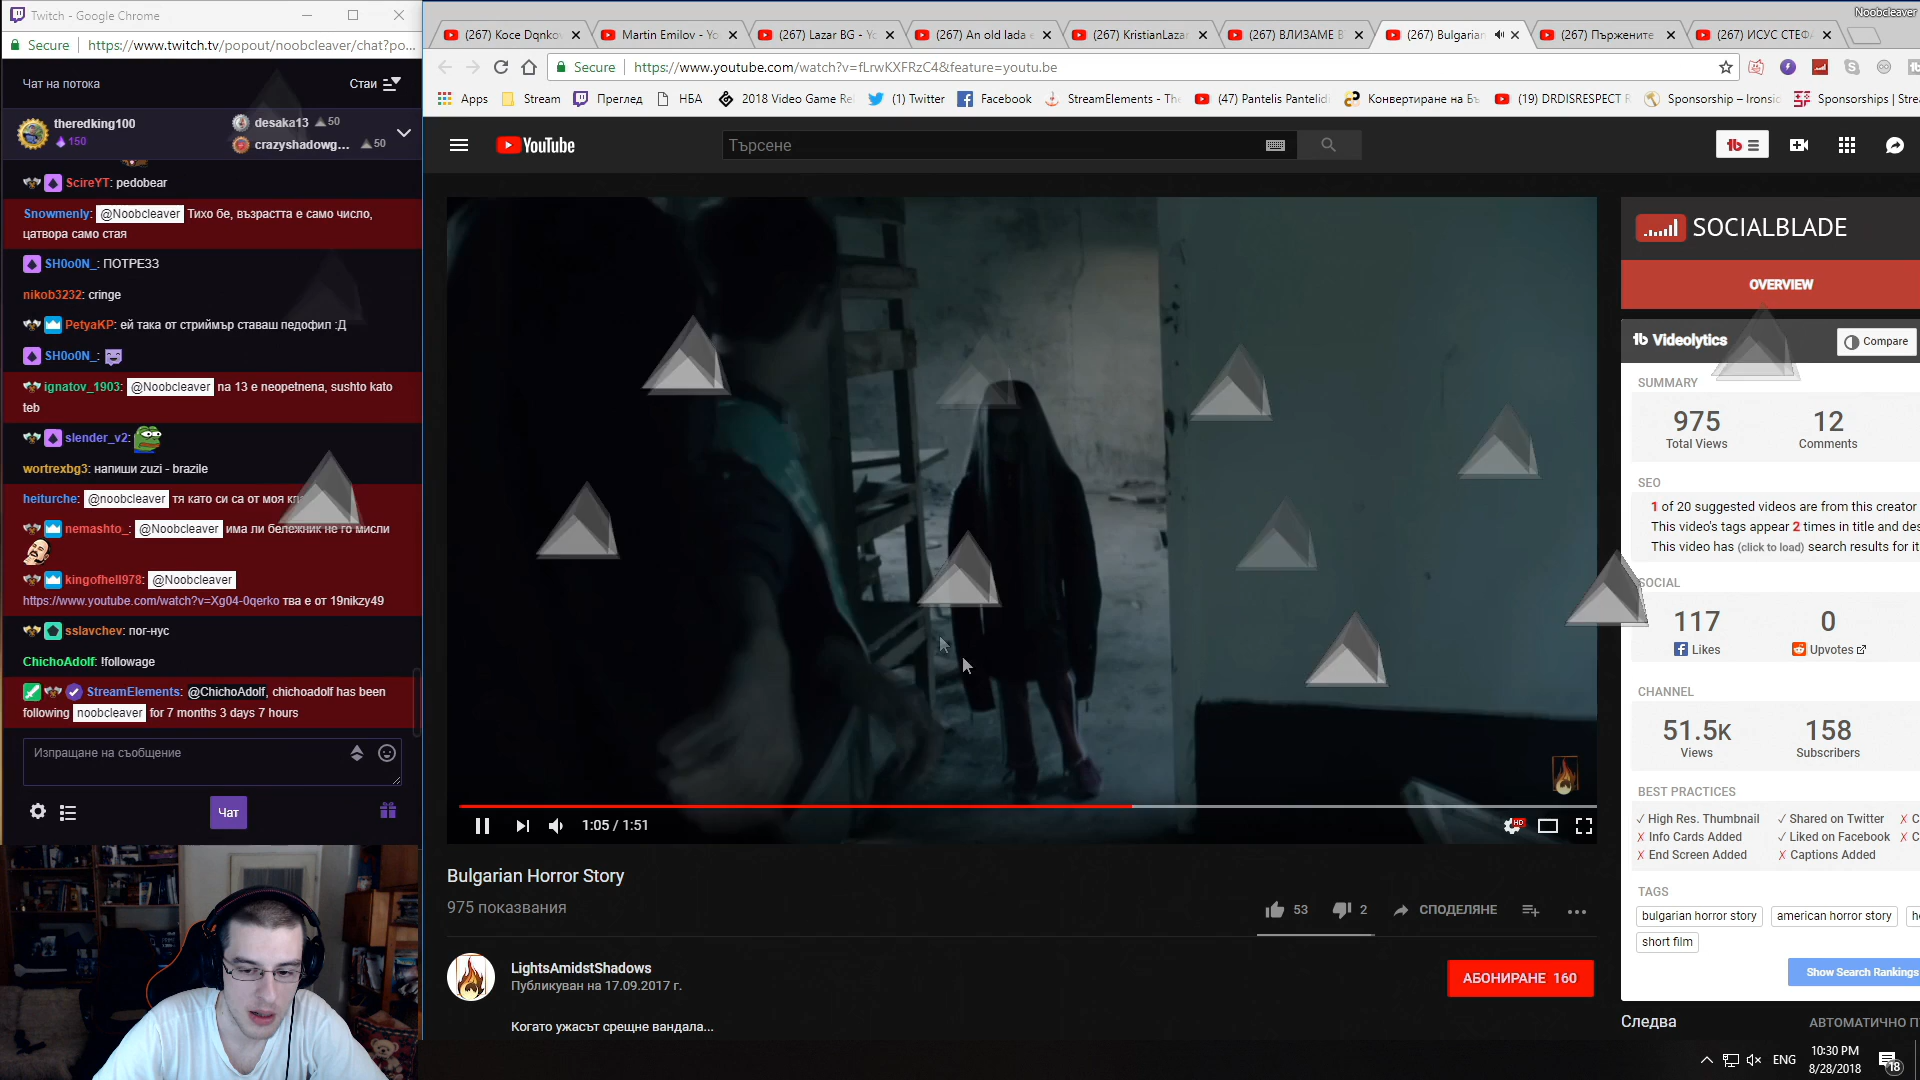 Twitch - Google Chrome
Secure https://www.twitch.tv/popout/noobcleaver/chat?po...
Чат на потока
Стаи
theredking100
150
desaka13 50
crazyshadowg... 50
ScireYT: pedobear
Snowmenly: @Noobcleaver Тихо бе, възрастта е само число,
цатвора само стая
SH0o0N_: ПОТРЕЗЗ
nikob3232: cringe
PetyaKP: ей така от стриймър ставаш педофил :Д
SH0o0N_:
ignatov_1903: @Noobcleaver na 13 e neopetnena, sushto kato
teb
slender_v2:
wortrexbg3: напиши zuzi - brazile
heiturche: @noobcleaver тя като си са от моя
nemashto_: @Noobcleaver има ли бележник не го мисли
kingofhell978: @Noobcleaver
https://www.youtube.com/watch?v=Xg04-0qerko тва е от 19nikzy49
sslavchev: пог-нус
ChichoAdolf: !followage
StreamElements: @ChichoAdolf, chichoadolf has been
following noobcleaver for 7 months 3 days 7 hours
Изпращане на съобщение
Чат
Noobcleaver
(267) Koce Dqnko
Martin Emilov - Yo
(267) Lazar BG - Yo
(267) An old lada e
(267) KristianLazar
(267) ВЛИЗАМЕ В
(267) Bulgarian
(267) Пържените
(267) ИСУС СТЕФА
Secure https://www.youtube.com/watch?v=fLrwKXFRzC4&feature=youtu.be
Apps
Stream
Преглед
НБА
2018 Video Game Re
(1) Twitter
Facebook
StreamElements - Th
(47) Pantelis Pantelid
Конвертиране на Бъ
(19) DRDISRESPECT
Sponsorship – Ironsi
Sponsorships | Strea
YouTube
Търсене
tb
1:05 / 1:51
HD
Bulgarian Horror Story
975 показвания
53
2
СПОДЕЛЯНЕ
LightsAmidstShadows
Публикуван на 17.09.2017 г.
АБОНИРАНЕ 160
Когато ужасът срещне вандала...
SOCIALBLADE
OVERVIEW
tb Videolytics
Compare
SUMMARY
975 12
Total Views Comments
SEO
1 of 20 suggested videos are from this creator
This video's tags appear 2 times in title and des
This video has (click to load) search results for it
SOCIAL
117 0
Likes Upvotes
CHANNEL
51.5K 158
Views Subscribers
BEST PRACTICES
✓ High Res. Thumbnail ✓ Shared on Twitter ✗ C
✗ Info Cards Added ✓ Liked on Facebook ✗ C
✗ End Screen Added ✗ Captions Added
TAGS
bulgarian horror story american horror story
short film
Show Search Rankings
Следва
АВТОМАТИЧНО П
ENG
10:30 PM
8/28/2018
18